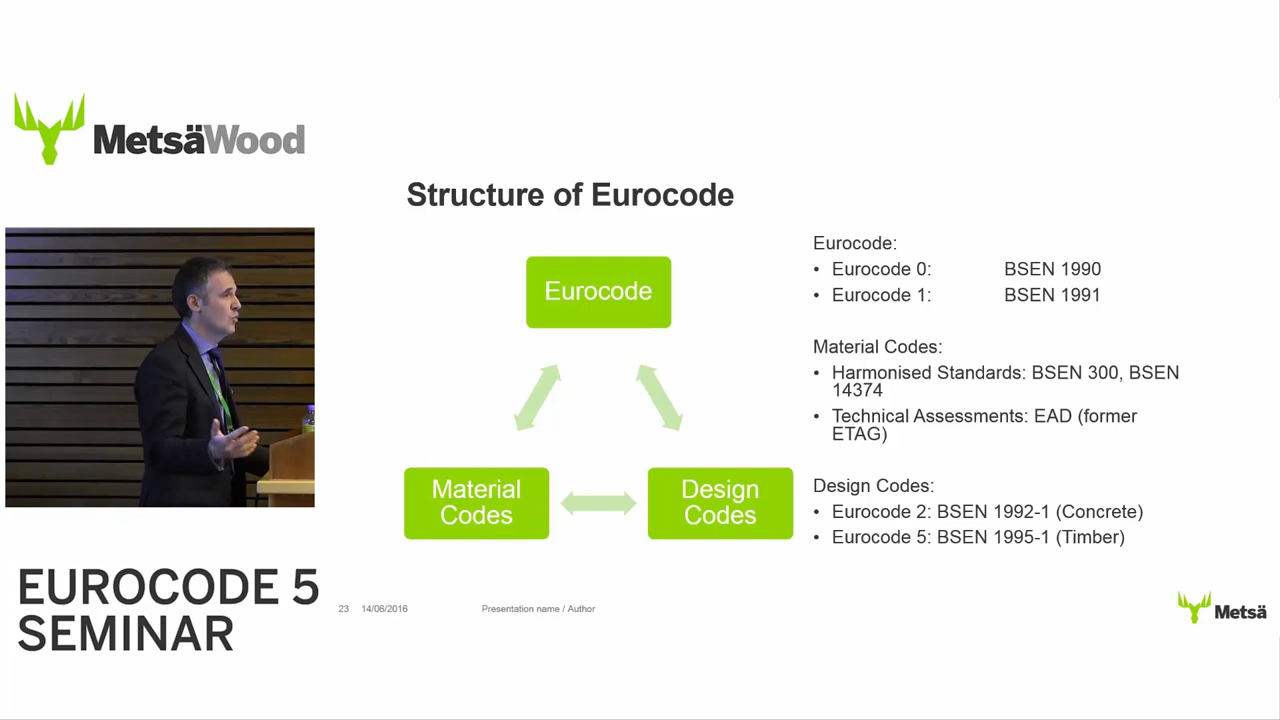 MetsäWood
Structure of Eurocode
Eurocode
Material
Codes
Design
Codes
Eurocode:
• Eurocode 0: BSEN 1990
• Eurocode 1: BSEN 1991
Material Codes:
• Harmonised Standards: BSEN 300, BSEN
14374
• Technical Assessments: EAD (former
ETAG)
Design Codes:
• Eurocode 2: BSEN 1992-1 (Concrete)
• Eurocode 5: BSEN 1995-1 (Timber)
EUROCODE 5
SEMINAR
23 14/06/2016 Presentation name / Author
Metsä